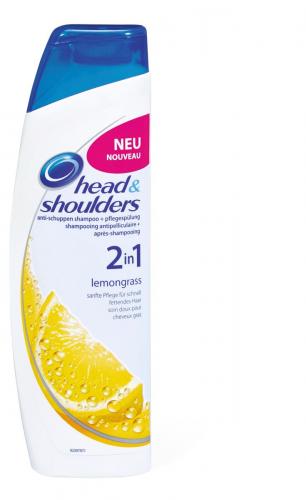 NEU
NOUVEAU
head&
shoulders
anti-schuppen shampoo + pflegespülung
shampooing antipelliculaire +
après-shampooing
2in1
lemongrass
sanfte Pflege für schnell
fettendes Haar
soin doux pour
cheveux gras